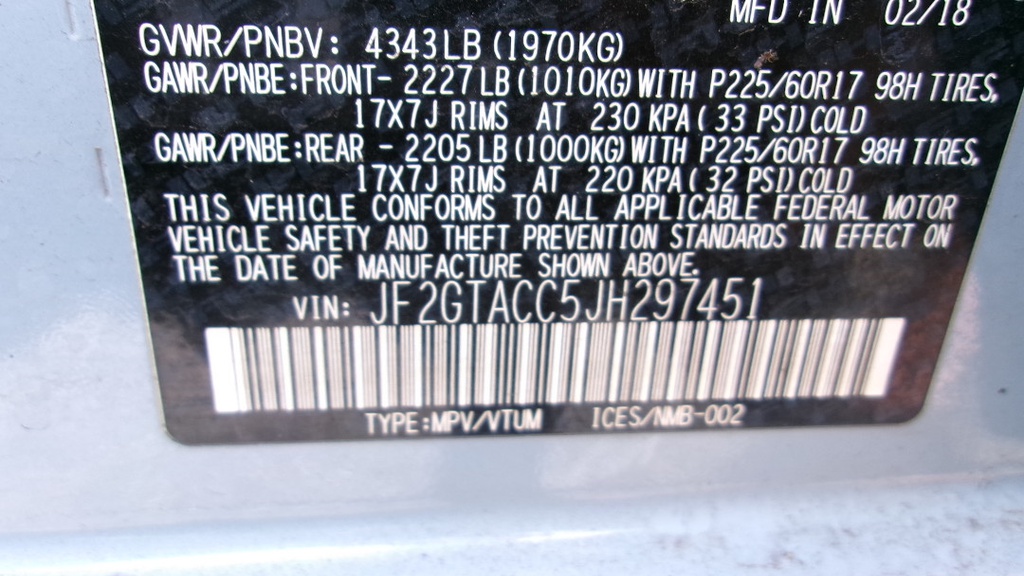 MFD IN 02/18
GVWR/PNBV: 4343LB (1970KG)
GAWR/PNBE:FRONT- 2227LB (1010KG) WITH P225/60R17 98H TIRES,
17X7J RIMS AT 230 KPA( 33 PSI) COLD
GAWR/PNBE:REAR - 2205LB (1000KG) WITH P225/60R17 98H TIRES,
17X7J RIMS AT 220 KPA( 32 PSI) COLD
THIS VEHICLE CONFORMS TO ALL APPLICABLE FEDERAL MOTOR
VEHICLE SAFETY AND THEFT PREVENTION STANDARDS IN EFFECT ON
THE DATE OF MANUFACTURE SHOWN ABOVE.
VIN: JF2GTACC5JH297451
TYPE:MPV/VTUM ICES/NMB-002